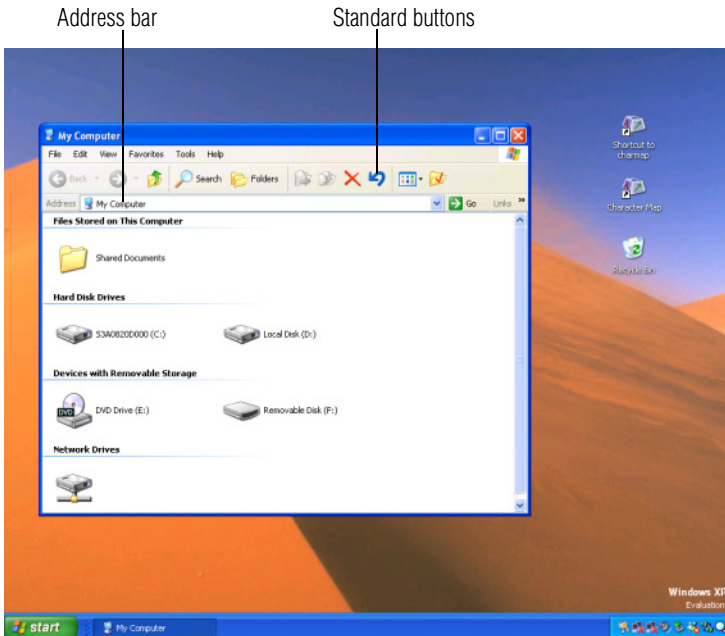 Address bar
Standard buttons
My Computer
File Edit View Favorites Tools Help
Back
Search
Folders
Address
My Computer
Go
Links
Files Stored on This Computer
Shared Documents
Hard Disk Drives
S3A0820D000 (C:)
Local Disk (D:)
Devices with Removable Storage
DVD
DVD Drive (E:)
Removable Disk (F:)
Network Drives
Shortcut to
charmap
Character Map
Recycle Bin
Windows XP
Evaluation
start
My Computer